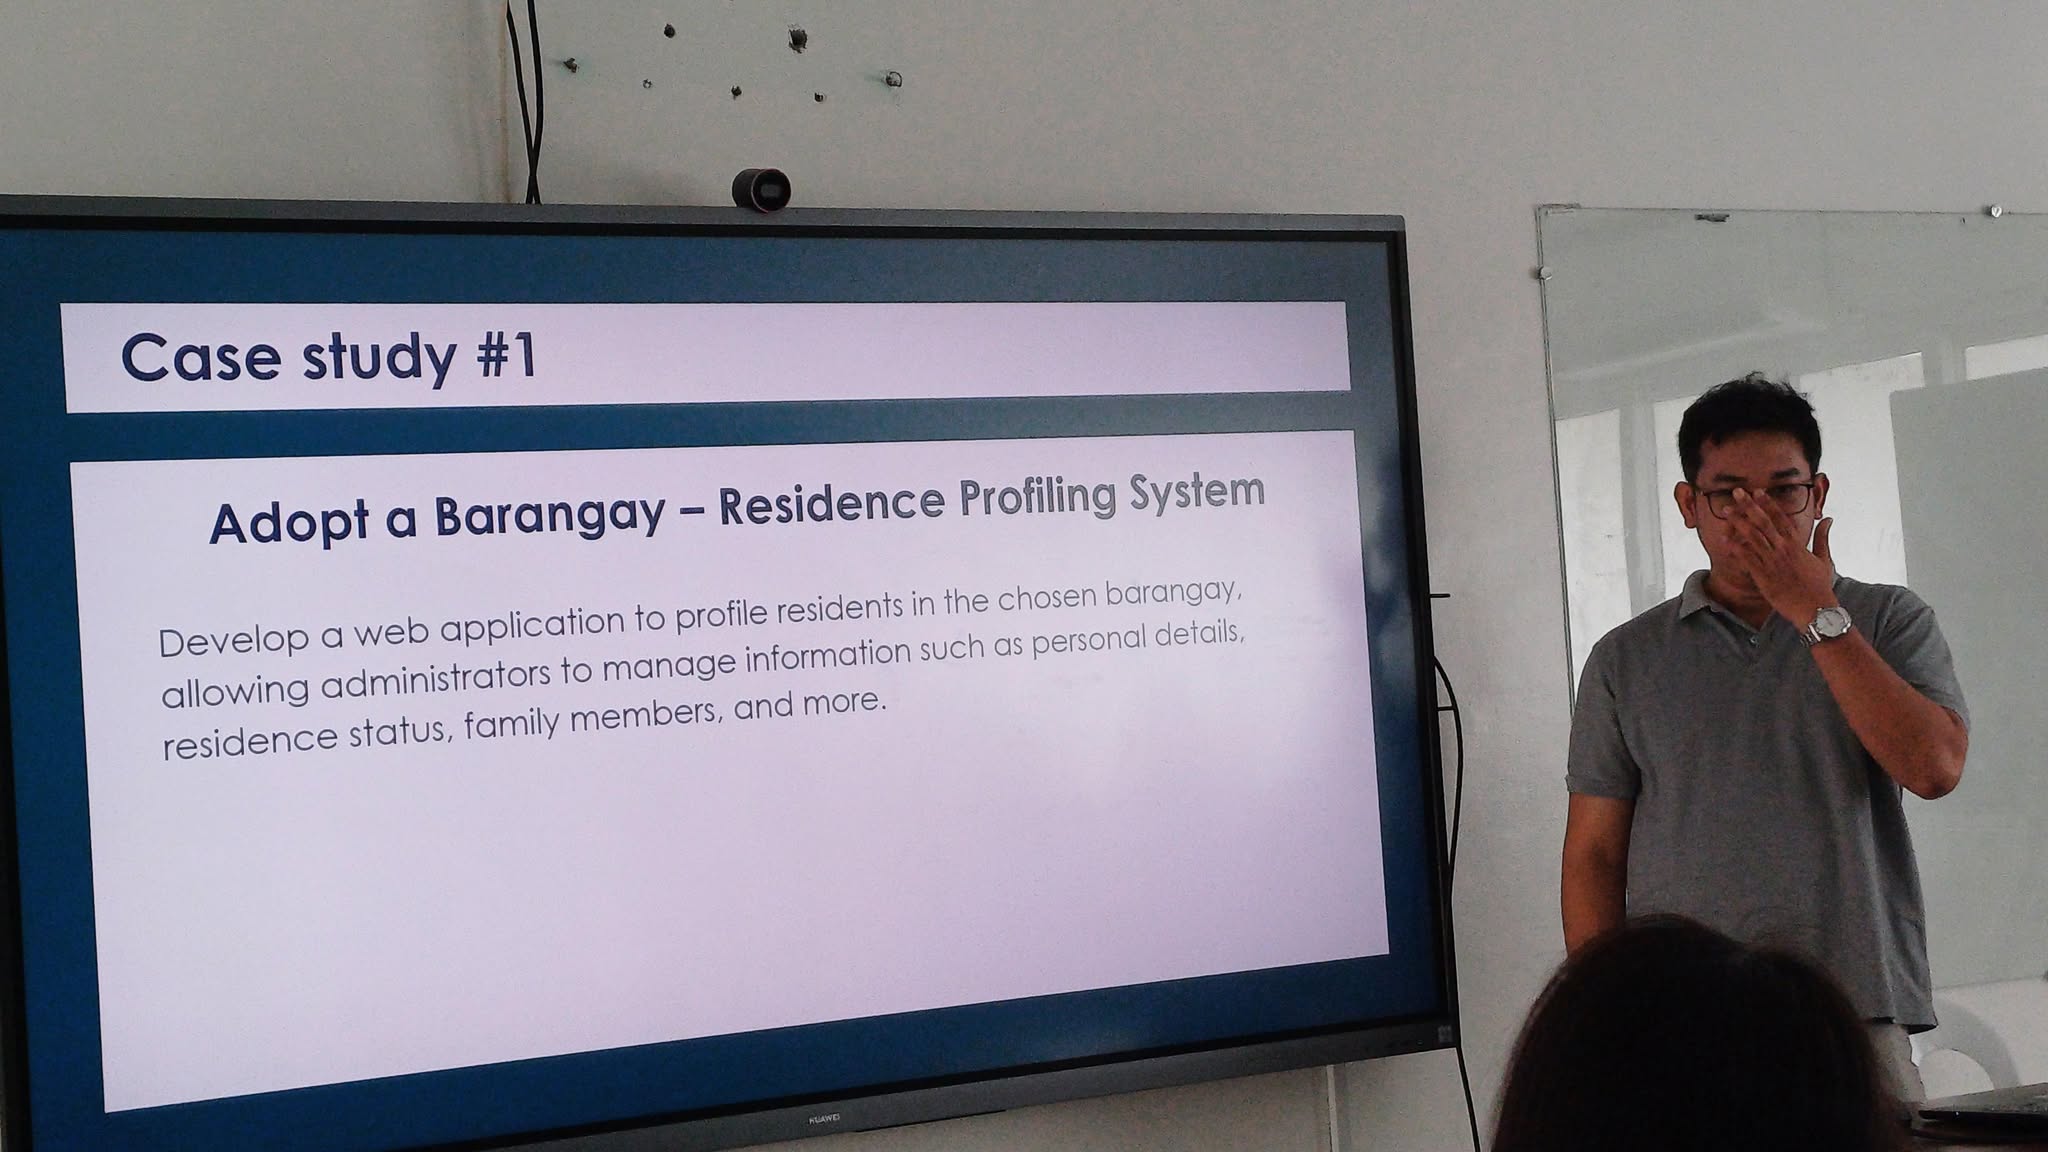 Case study #1
Adopt a Barangay – Residence Profiling System
Develop a web application to profile residents in the chosen barangay,
allowing administrators to manage information such as personal details,
residence status, family members, and more.
HUAWEI